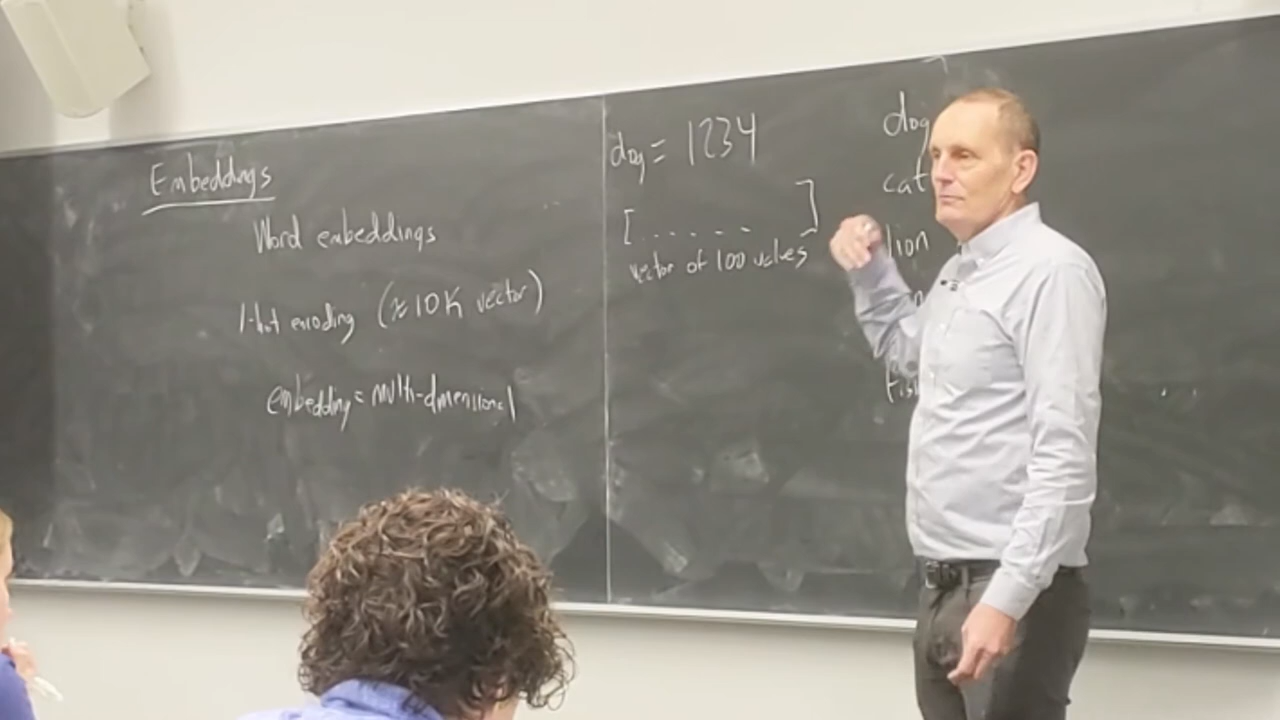 Embeddings
Word embeddings
1-hot encoding (≈10K vector)
embedding = multi-dimensional
dog = 1234
[ . . . . . - ]
vector of 100 values
dog
cat
lion